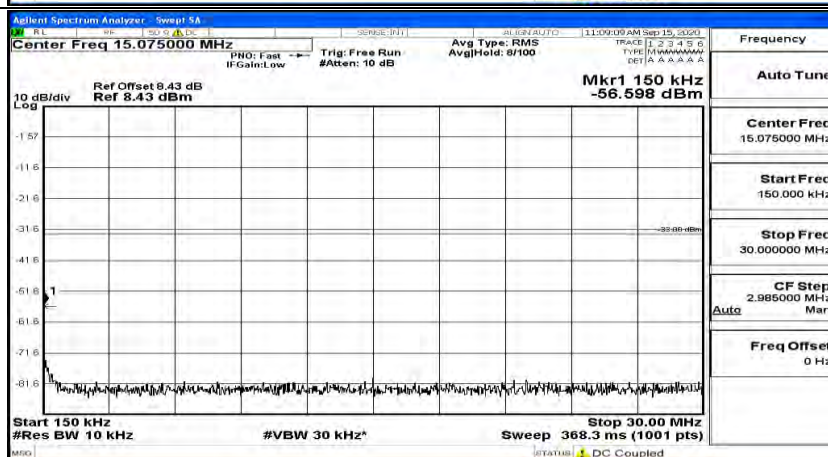 Agilent Spectrum Analyzer - Swept SA
RL RF 50 Ω DC SENSE:INT ALIGN AUTO 11:09:09 AM Sep 15, 2020
Center Freq 15.075000 MHz
PNO: Fast
IFGain:Low
Trig: Free Run
#Atten: 10 dB
Avg Type: RMS
Avg|Hold: 8/100
TRACE 1 2 3 4 5 6
TYPE MWWWWW
DET A A A A A A
Mkr1 150 kHz
-56.598 dBm
Ref Offset 8.43 dB
Ref 8.43 dBm
10 dB/div
Log
-1.57
-11.6
-21.6
-31.6
-41.6
-51.6
-61.6
-71.6
-81.6
-33.00 dBm
1
Start 150 kHz
Stop 30.00 MHz
#Res BW 10 kHz
#VBW 30 kHz*
Sweep 368.3 ms (1001 pts)
MSG
STATUS
DC Coupled
Frequency
Auto Tune
Center Freq
15.075000 MHz
Start Freq
150.000 kHz
Stop Freq
30.000000 MHz
CF Step
2.985000 MHz
Auto Man
Freq Offset
0 Hz